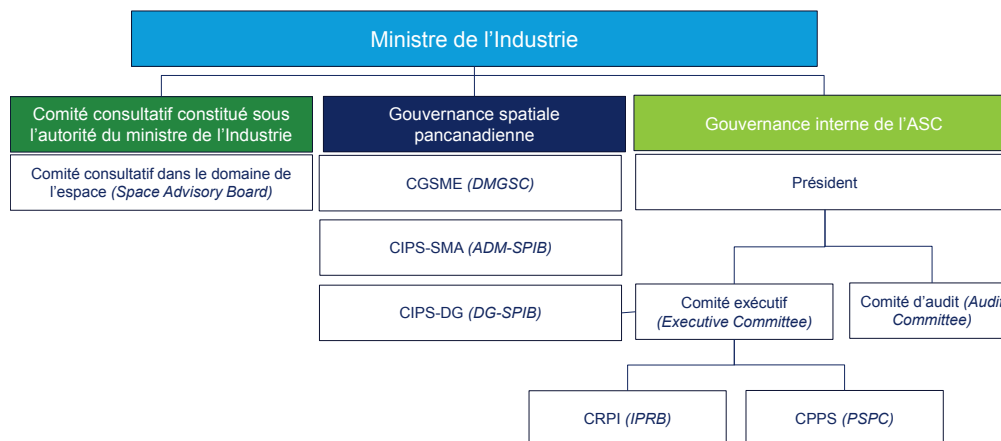 Ministre de l'Industrie
Comité consultatif constitué sous
l'autorité du ministre de l'Industrie
Gouvernance spatiale
pancanadienne
Gouvernance interne de l'ASC
Comité consultatif dans le domaine de
l'espace (Space Advisory Board)
CGSME (DMGSC)
Président
CIPS-SMA (ADM-SPIB)
CIPS-DG (DG-SPIB)
Comité exécutif
(Executive Committee)
Comité d'audit (Audit
Committee)
CRPI (IPRB)
CPPS (PSPC)